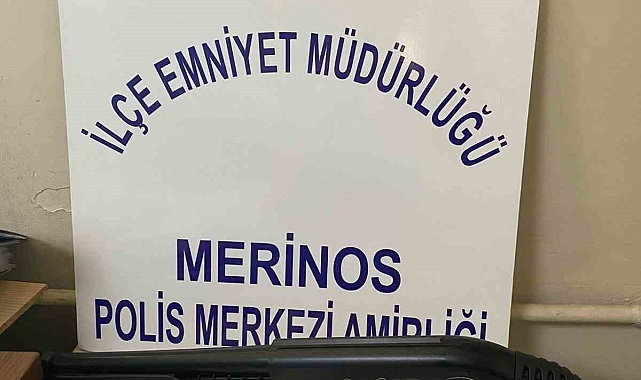 İLÇE EMNİYET MÜDÜRLÜĞÜ
MERİNOS
POLİS MERKEZİ AMİRLİĞİ